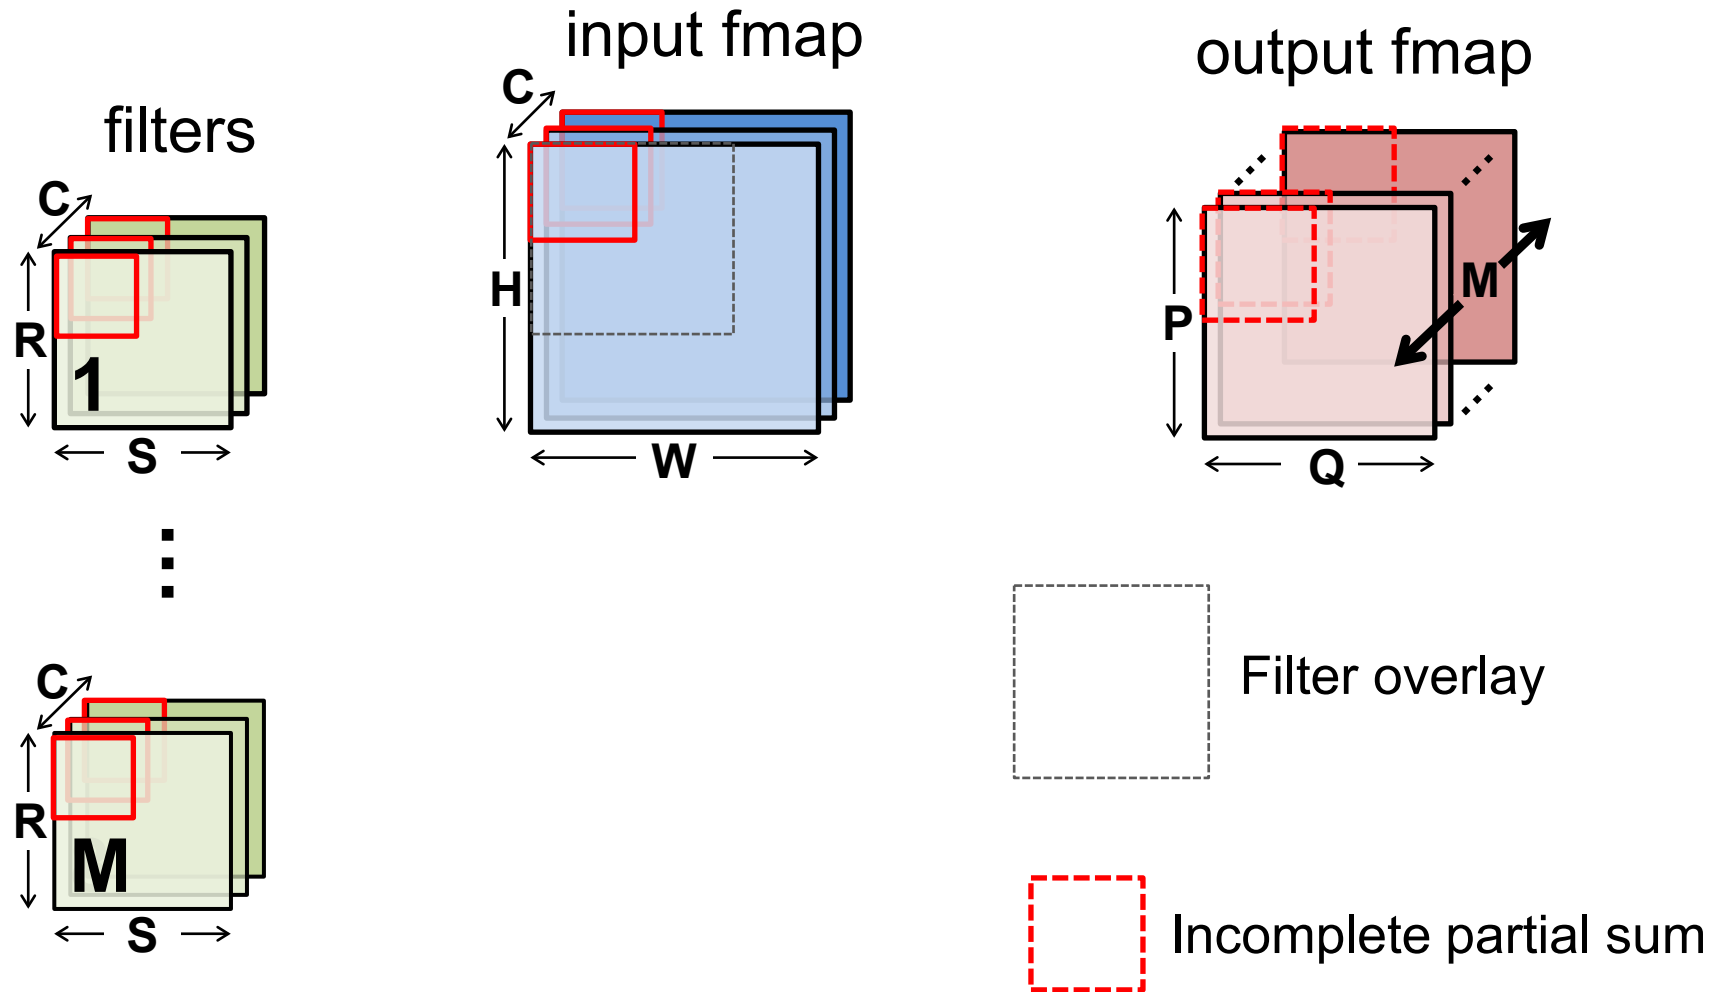 input fmap
output fmap
filters
C
C
R
1
S
H
W
P
M
Q
C
R
M
S
Filter overlay
Incomplete partial sum